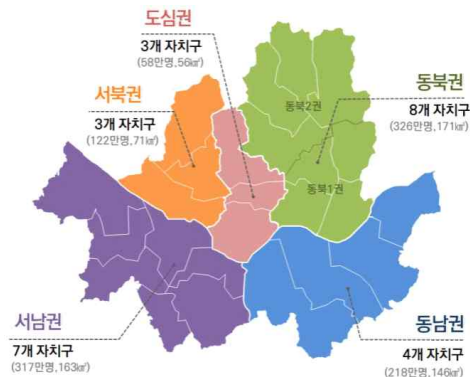 도심권
3개 자치구
(58만명,56㎢)
서북권
3개 자치구
(122만명,71㎢)
동북권
8개 자치구
(326만명,171㎢)
동북2권
동북1권
서남권
7개 자치구
(317만명,163㎢)
동남권
4개 자치구
(218만명,146㎢)